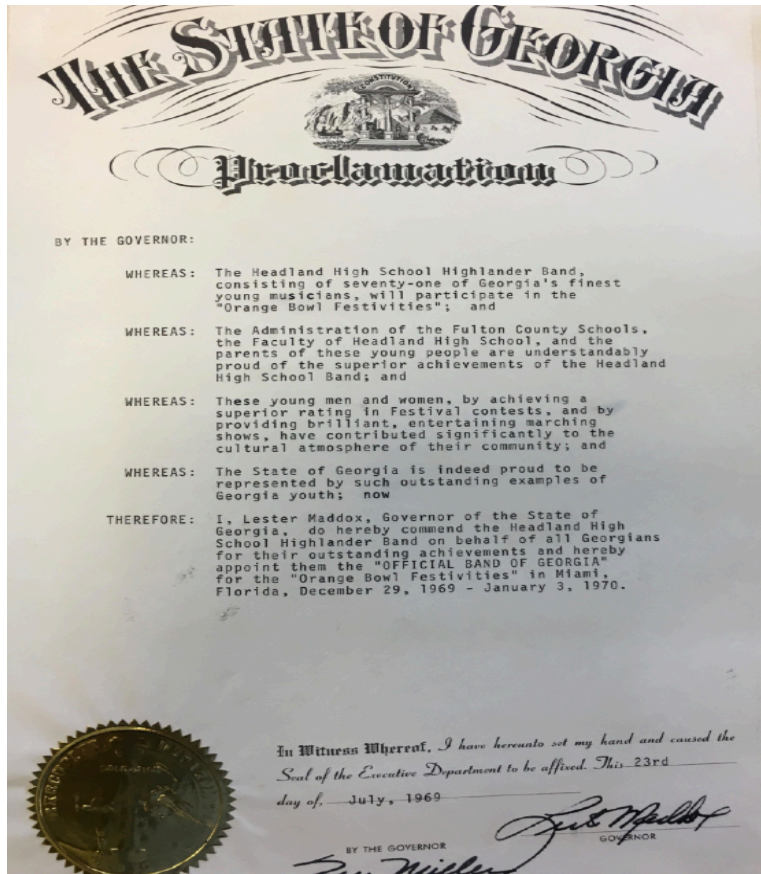 THE STATE OF GEORGIA
CONSTITUTION
Proclamation
BY THE GOVERNOR:
WHEREAS: The Headland High School Highlander Band,
consisting of seventy-one of Georgia's finest
young musicians, will participate in the
"Orange Bowl Festivities"; and
WHEREAS: The Administration of the Fulton County Schools,
the Faculty of Headland High School, and the
parents of these young people are understandably
proud of the superior achievements of the Headland
High School Band; and
WHEREAS: These young men and women, by achieving a
superior rating in Festival contests, and by
providing brilliant, entertaining marching
shows, have contributed significantly to the
cultural atmosphere of their community; and
WHEREAS: The State of Georgia is indeed proud to be
represented by such outstanding examples of
Georgia youth; now
THEREFORE: I, Lester Maddox, Governor of the State of
Georgia, do hereby commend the Headland High
School Highlander Band on behalf of all Georgians
for their outstanding achievements and hereby
appoint them the "OFFICIAL BAND OF GEORGIA"
for the "Orange Bowl Festivities" in Miami,
Florida, December 29, 1969 - January 3, 1970.
In Witness Whereof, I have hereunto set my hand and caused the
Seal of the Executive Department to be affixed. This 23rd
day of, July, 1969
Lester Maddox
GOVERNOR
BY THE GOVERNOR
Miller